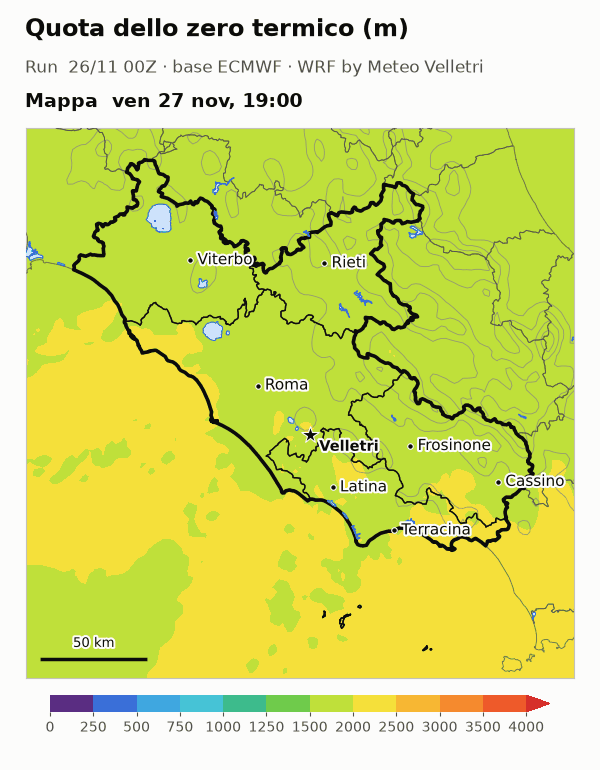 Quota dello zero termico (m)
Run  26/11 00Z · base ECMWF · WRF by Meteo Velletri
Mappa  ven 27 nov, 19:00
Viterbo
Rieti
Roma
Velletri
Frosinone
Cassino
Latina
Terracina
50 km
0 250 500 750 1000 1250 1500 2000 2500 3000 3500 4000